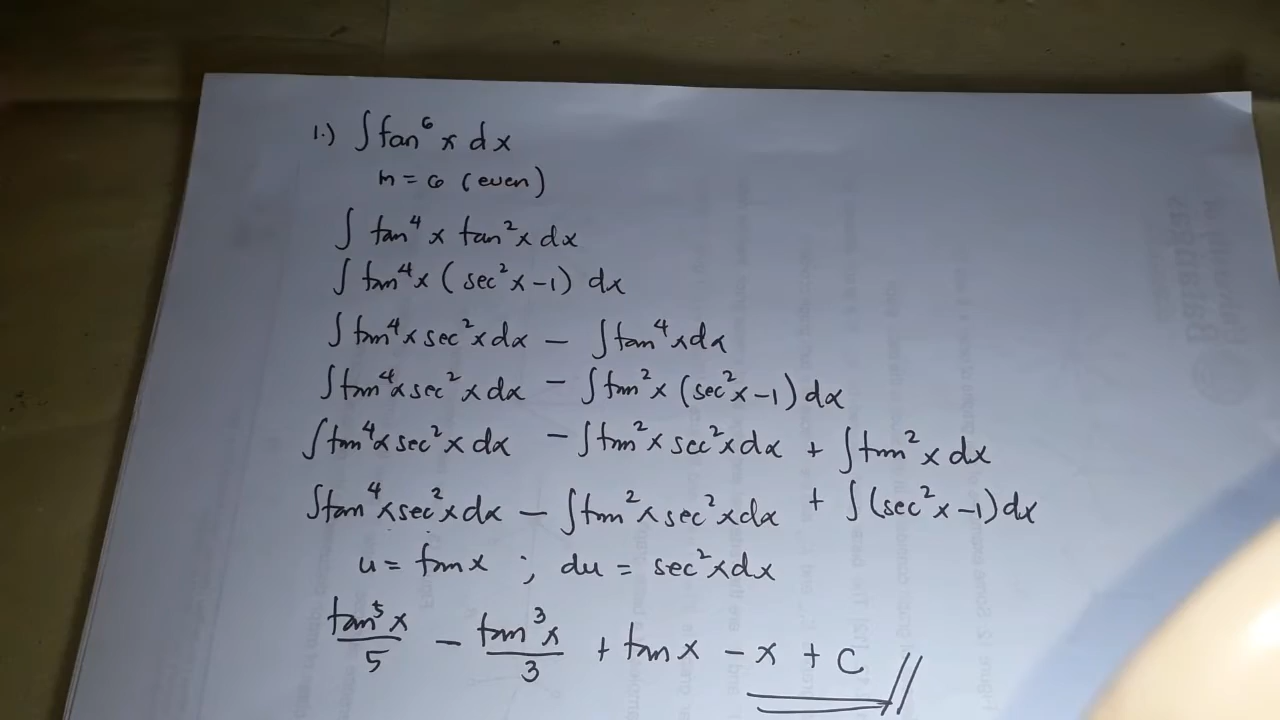 1.) ∫ tan⁶ x dx
n = 6 (even)
∫ tan⁴ x tan² x dx
∫ tan⁴ x (sec² x − 1) dx
∫ tan⁴ x sec² x dx − ∫ tan⁴ x dx
∫ tan⁴ x sec² x dx − ∫ tan² x (sec² x − 1) dx
∫ tan⁴ x sec² x dx − ∫ tan² x sec² x dx + ∫ tan² x dx
∫ tan⁴ x sec² x dx − ∫ tan² x sec² x dx + ∫ (sec² x − 1) dx
u = tan x ; du = sec² x dx
tan⁵ x / 5 − tan³ x / 3 + tan x − x + C //